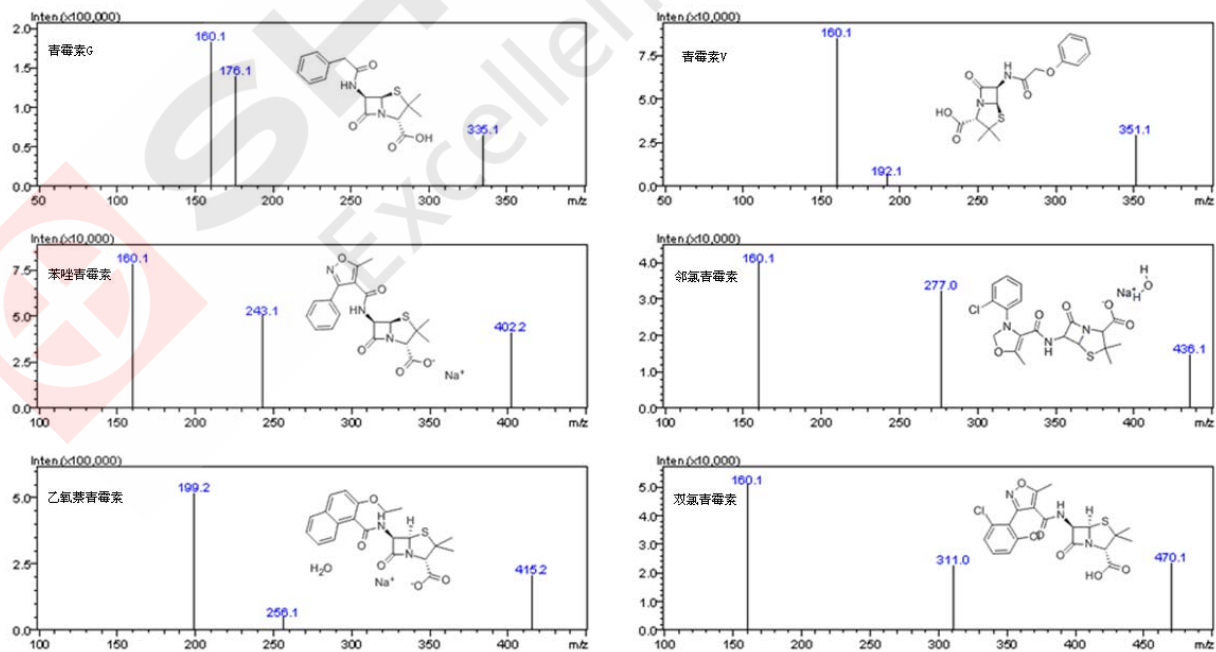 Inten.(x100,000)
2.0
1.5
1.0
0.5
0.0
青霉素G
160.1
176.1
335.1
HN
O
S
N
O
O
OH
50 100 150 200 250 300 350 m/z
Inten.(x10,000)
7.5
5.0
2.5
0.0
青霉素V
160.1
192.1
351.1
O
H
N
O
O
N
S
HO
O
50 100 150 200 250 300 350 m/z
Inten.(x10,000)
7.5
5.0
2.5
0.0
苯唑青霉素
160.1
243.1
402.2
O
N
O
HN
S
N
O
O
O-
Na+
100 150 200 250 300 350 400 m/z
Inten.(x10,000)
4.0
3.0
2.0
1.0
0.0
邻氯青霉素
160.1
277.0
436.1
Cl
N
O
O
N
H
O
N
S
O-
O
Na+
H
O
H
100 150 200 250 300 350 400 m/z
Inten.(x100,000)
5.0
2.5
0.0
乙氧萘青霉素
199.2
256.1
415.2
O
H
N
O
H
S
N
O
O
-O
H2O
Na+
100 150 200 250 300 350 400 m/z
Inten.(x10,000)
5.0
4.0
3.0
2.0
1.0
0.0
双氯青霉素
160.1
311.0
470.1
Cl
N
O
Cl
O
H
N
H
S
N
O
HO
O
100 150 200 250 300 350 400 450 m/z
Excellen